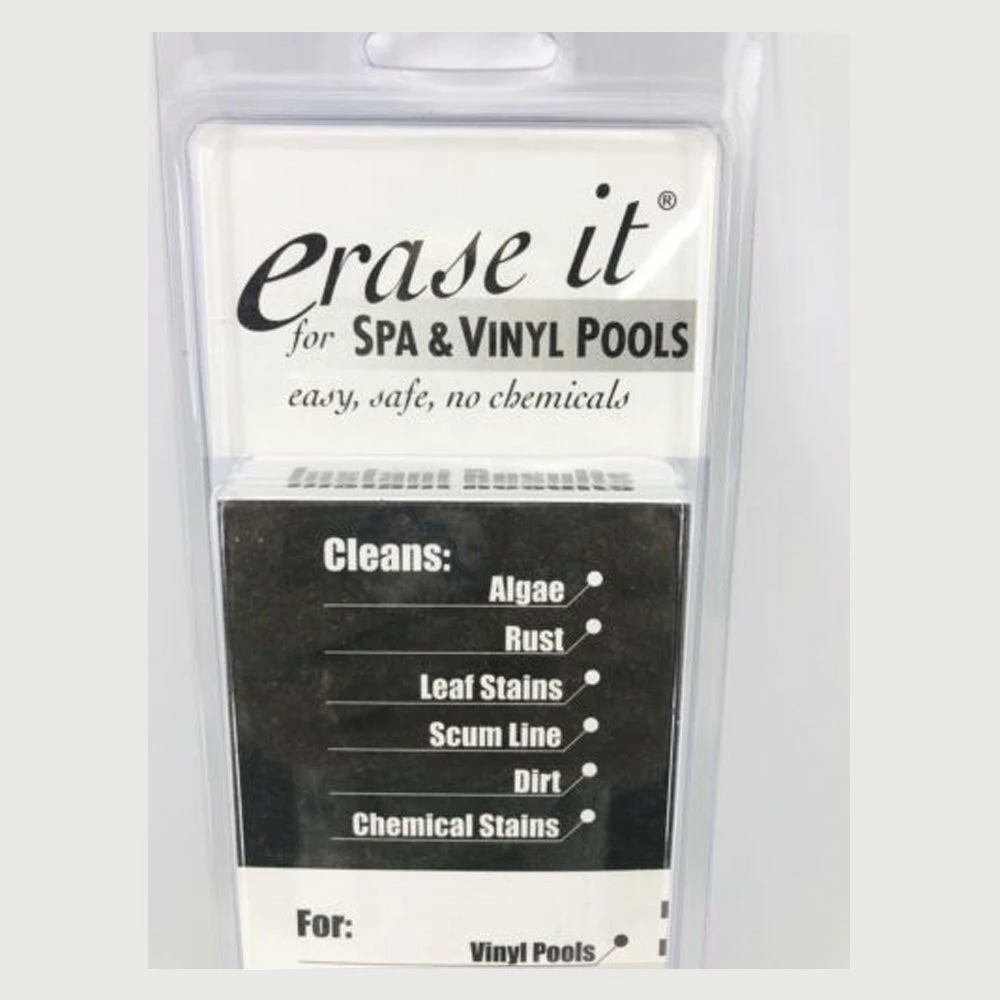 erase it®
for SPA & VINYL POOLS
easy, safe, no chemicals
Instant Results
Cleans:
Algae
Rust
Leaf Stains
Scum Line
Dirt
Chemical Stains
For:
Vinyl Pools